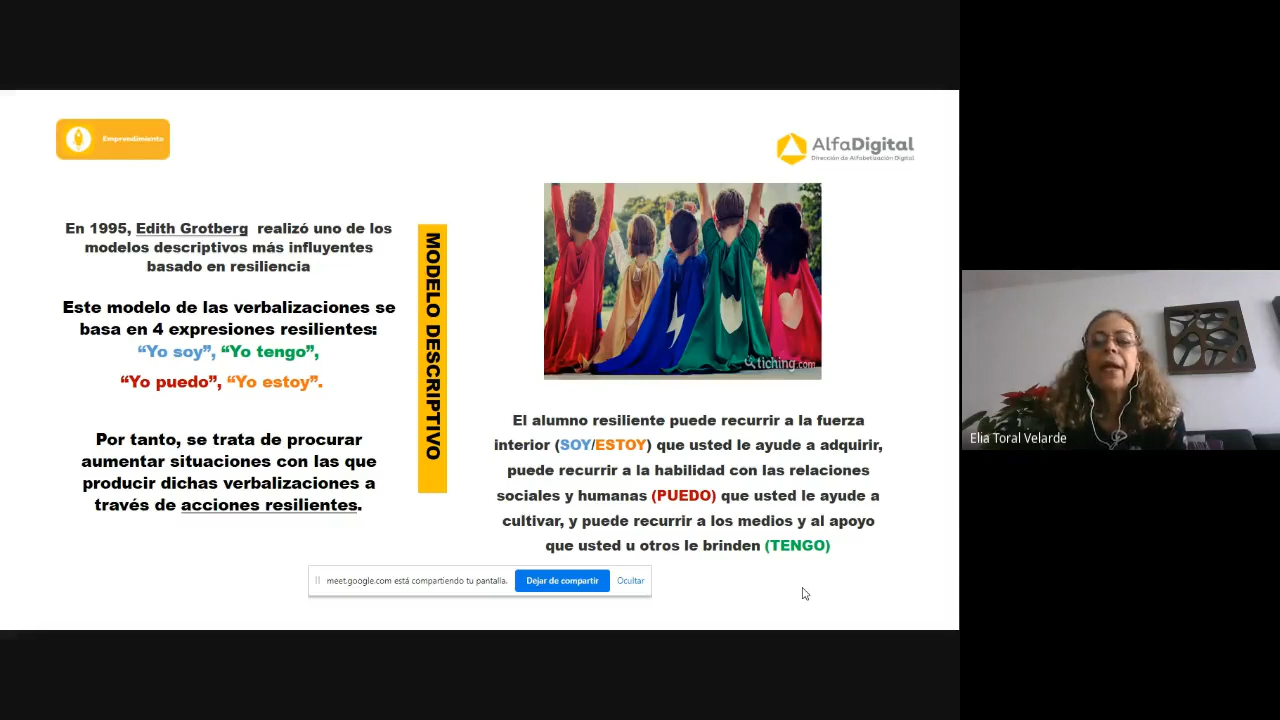 Emprendimiento
AlfaDigital
Dirección de Alfabetización Digital
En 1995, Edith Grotberg realizó uno de los
modelos descriptivos más influyentes
basado en resiliencia
Este modelo de las verbalizaciones se
basa en 4 expresiones resilientes:
“Yo soy”, “Yo tengo”,
“Yo puedo”, “Yo estoy”.
Por tanto, se trata de procurar
aumentar situaciones con las que
producir dichas verbalizaciones a
través de acciones resilientes.
MODELO DESCRIPTIVO
tiching.com
El alumno resiliente puede recurrir a la fuerza
interior (SOY/ESTOY) que usted le ayude a adquirir,
puede recurrir a la habilidad con las relaciones
sociales y humanas (PUEDO) que usted le ayude a
cultivar, y puede recurrir a los medios y al apoyo
que usted u otros le brinden (TENGO)
meet.google.com está compartiendo tu pantalla.
Dejar de compartir
Ocultar
Elia Toral Velarde